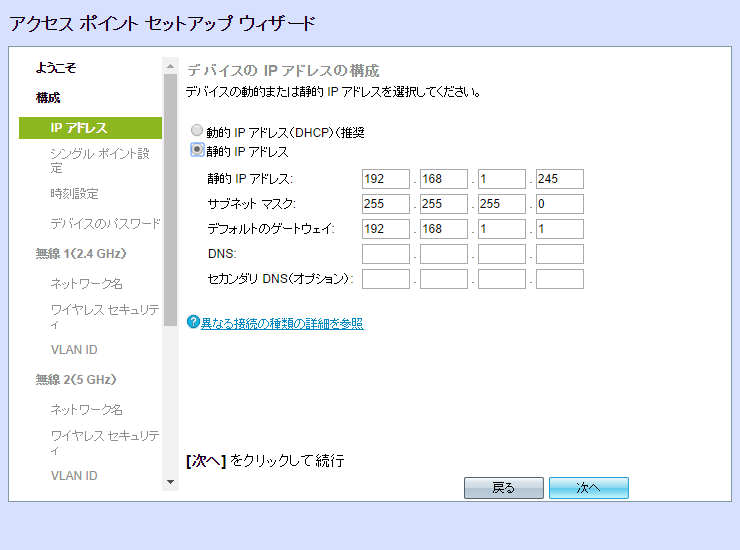 アクセス ポイント セットアップ ウィザード
ようこそ
構成
IP アドレス
シングル ポイント設
定
時刻設定
デバイスのパスワード
無線 1(2.4 GHz)
ネットワーク名
ワイヤレス セキュリテ
ィ
VLAN ID
無線 2(5 GHz)
ネットワーク名
ワイヤレス セキュリテ
ィ
VLAN ID
デバイスの IP アドレスの構成
デバイスの動的または静的 IP アドレスを選択してください。
動的 IP アドレス(DHCP)(推奨
静的 IP アドレス
静的 IP アドレス: 192 . 168 . 1 . 245
サブネット マスク: 255 . 255 . 255 . 0
デフォルトのゲートウェイ: 192 . 168 . 1 . 1
DNS: . . .
セカンダリ DNS(オプション): . . .
?異なる接続の種類の詳細を参照
[次へ] をクリックして続行
戻る 次へ